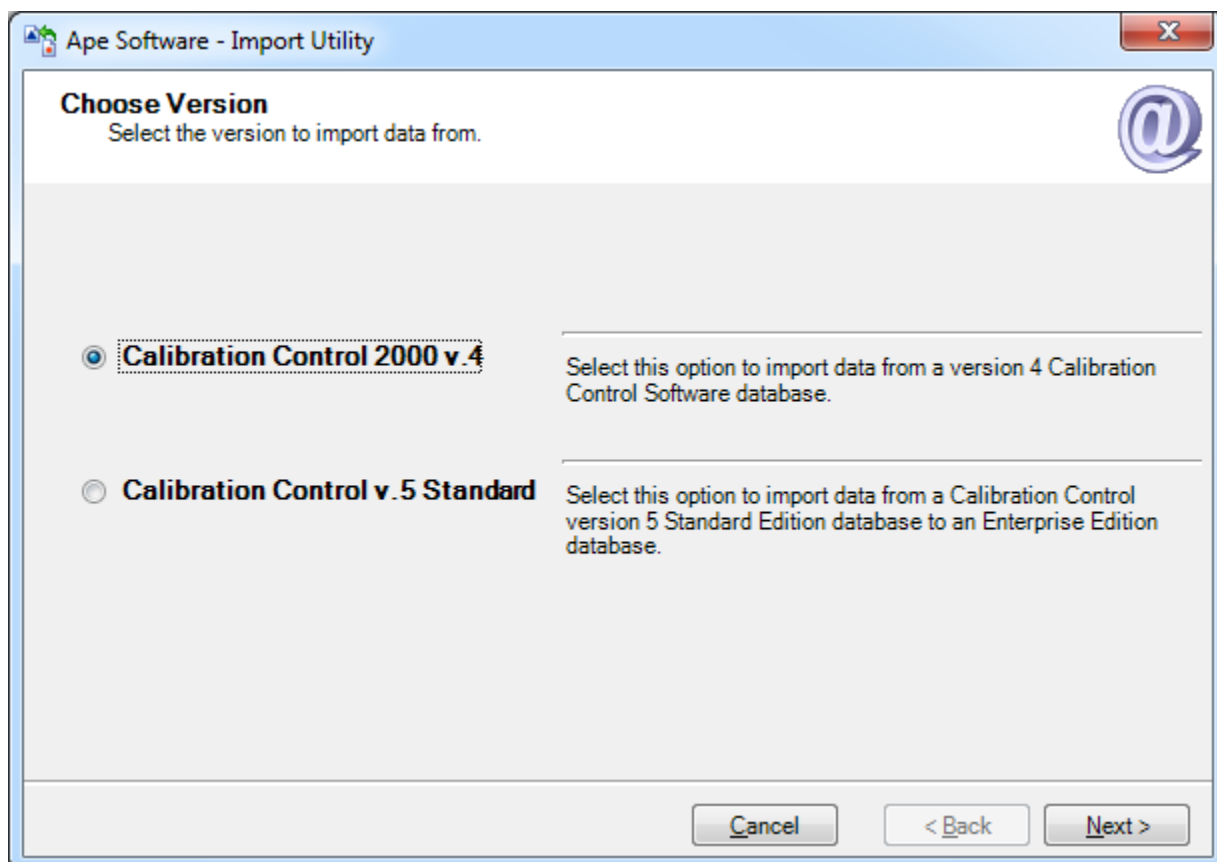 Ape Software - Import Utility
Choose Version
Select the version to import data from.
Calibration Control 2000 v.4
Select this option to import data from a version 4 Calibration
Control Software database.
Calibration Control v.5 Standard
Select this option to import data from a Calibration Control
version 5 Standard Edition database to an Enterprise Edition
database.
Cancel
< Back
Next >